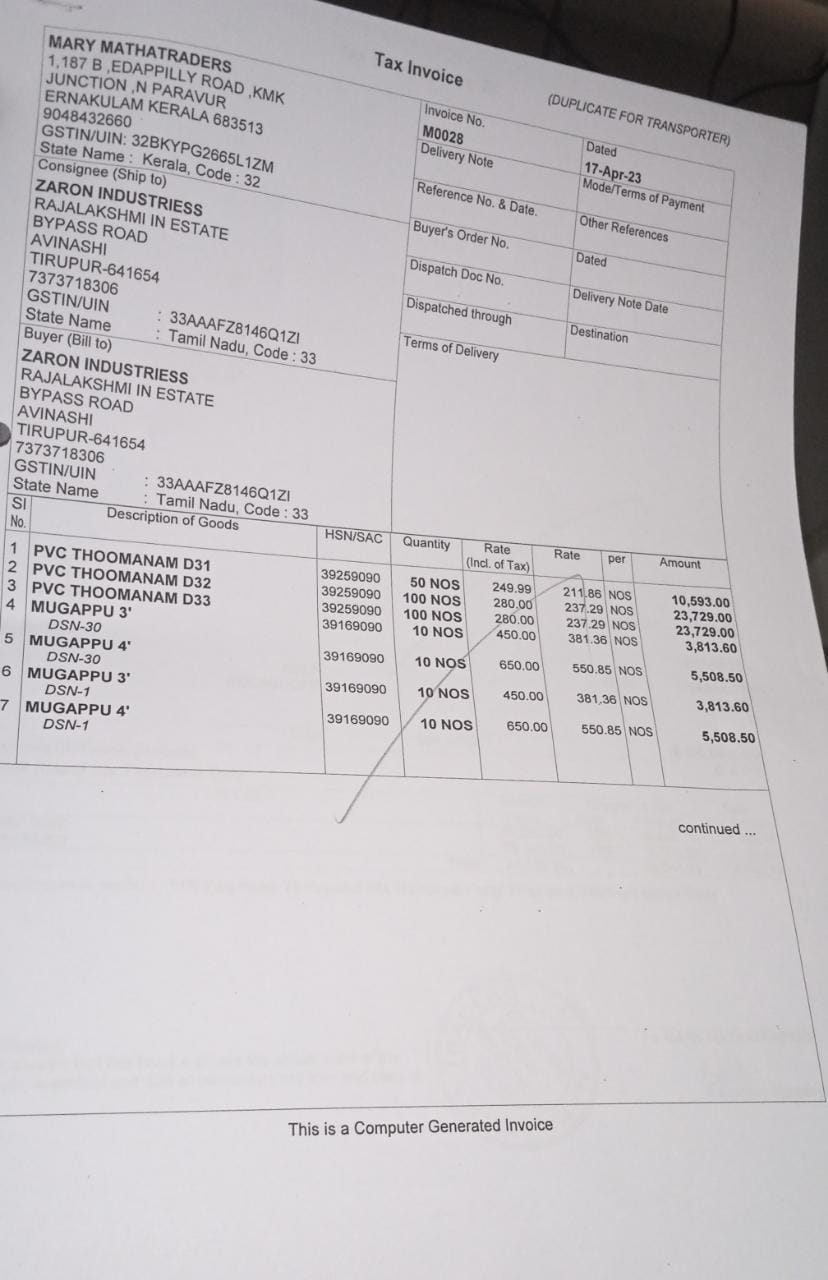 Tax Invoice
(DUPLICATE FOR TRANSPORTER)
MARY MATHATRADERS
1,187 B ,EDAPPILLY ROAD ,KMK
JUNCTION ,N PARAVUR
ERNAKULAM KERALA 683513
9048432660
GSTIN/UIN: 32BKYPG2665L1ZM
State Name : Kerala, Code : 32
Consignee (Ship to)
ZARON INDUSTRIESS
RAJALAKSHMI IN ESTATE
BYPASS ROAD
AVINASHI
TIRUPUR-641654
7373718306
GSTIN/UIN : 33AAAFZ8146Q1ZI
State Name : Tamil Nadu, Code : 33
Buyer (Bill to)
ZARON INDUSTRIESS
RAJALAKSHMI IN ESTATE
BYPASS ROAD
AVINASHI
TIRUPUR-641654
7373718306
GSTIN/UIN : 33AAAFZ8146Q1ZI
State Name : Tamil Nadu, Code : 33
Invoice No.
M0028
Dated
17-Apr-23
Delivery Note
Mode/Terms of Payment
Reference No. & Date.
Other References
Buyer's Order No.
Dated
Dispatch Doc No.
Delivery Note Date
Dispatched through
Destination
Terms of Delivery
SI No. Description of Goods HSN/SAC Quantity Rate (Incl. of Tax) Rate per Amount
1 PVC THOOMANAM D31 39259090 50 NOS 249.99 211.86 NOS 10,593.00
2 PVC THOOMANAM D32 39259090 100 NOS 280.00 237.29 NOS 23,729.00
3 PVC THOOMANAM D33 39259090 100 NOS 280.00 237.29 NOS 23,729.00
4 MUGAPPU 3' 39169090 10 NOS 450.00 381.36 NOS 3,813.60
DSN-30
5 MUGAPPU 4' 39169090 10 NOS 650.00 550.85 NOS 5,508.50
DSN-30
6 MUGAPPU 3' 39169090 10 NOS 450.00 381.36 NOS 3,813.60
DSN-1
7 MUGAPPU 4' 39169090 10 NOS 650.00 550.85 NOS 5,508.50
DSN-1
continued ...
This is a Computer Generated Invoice